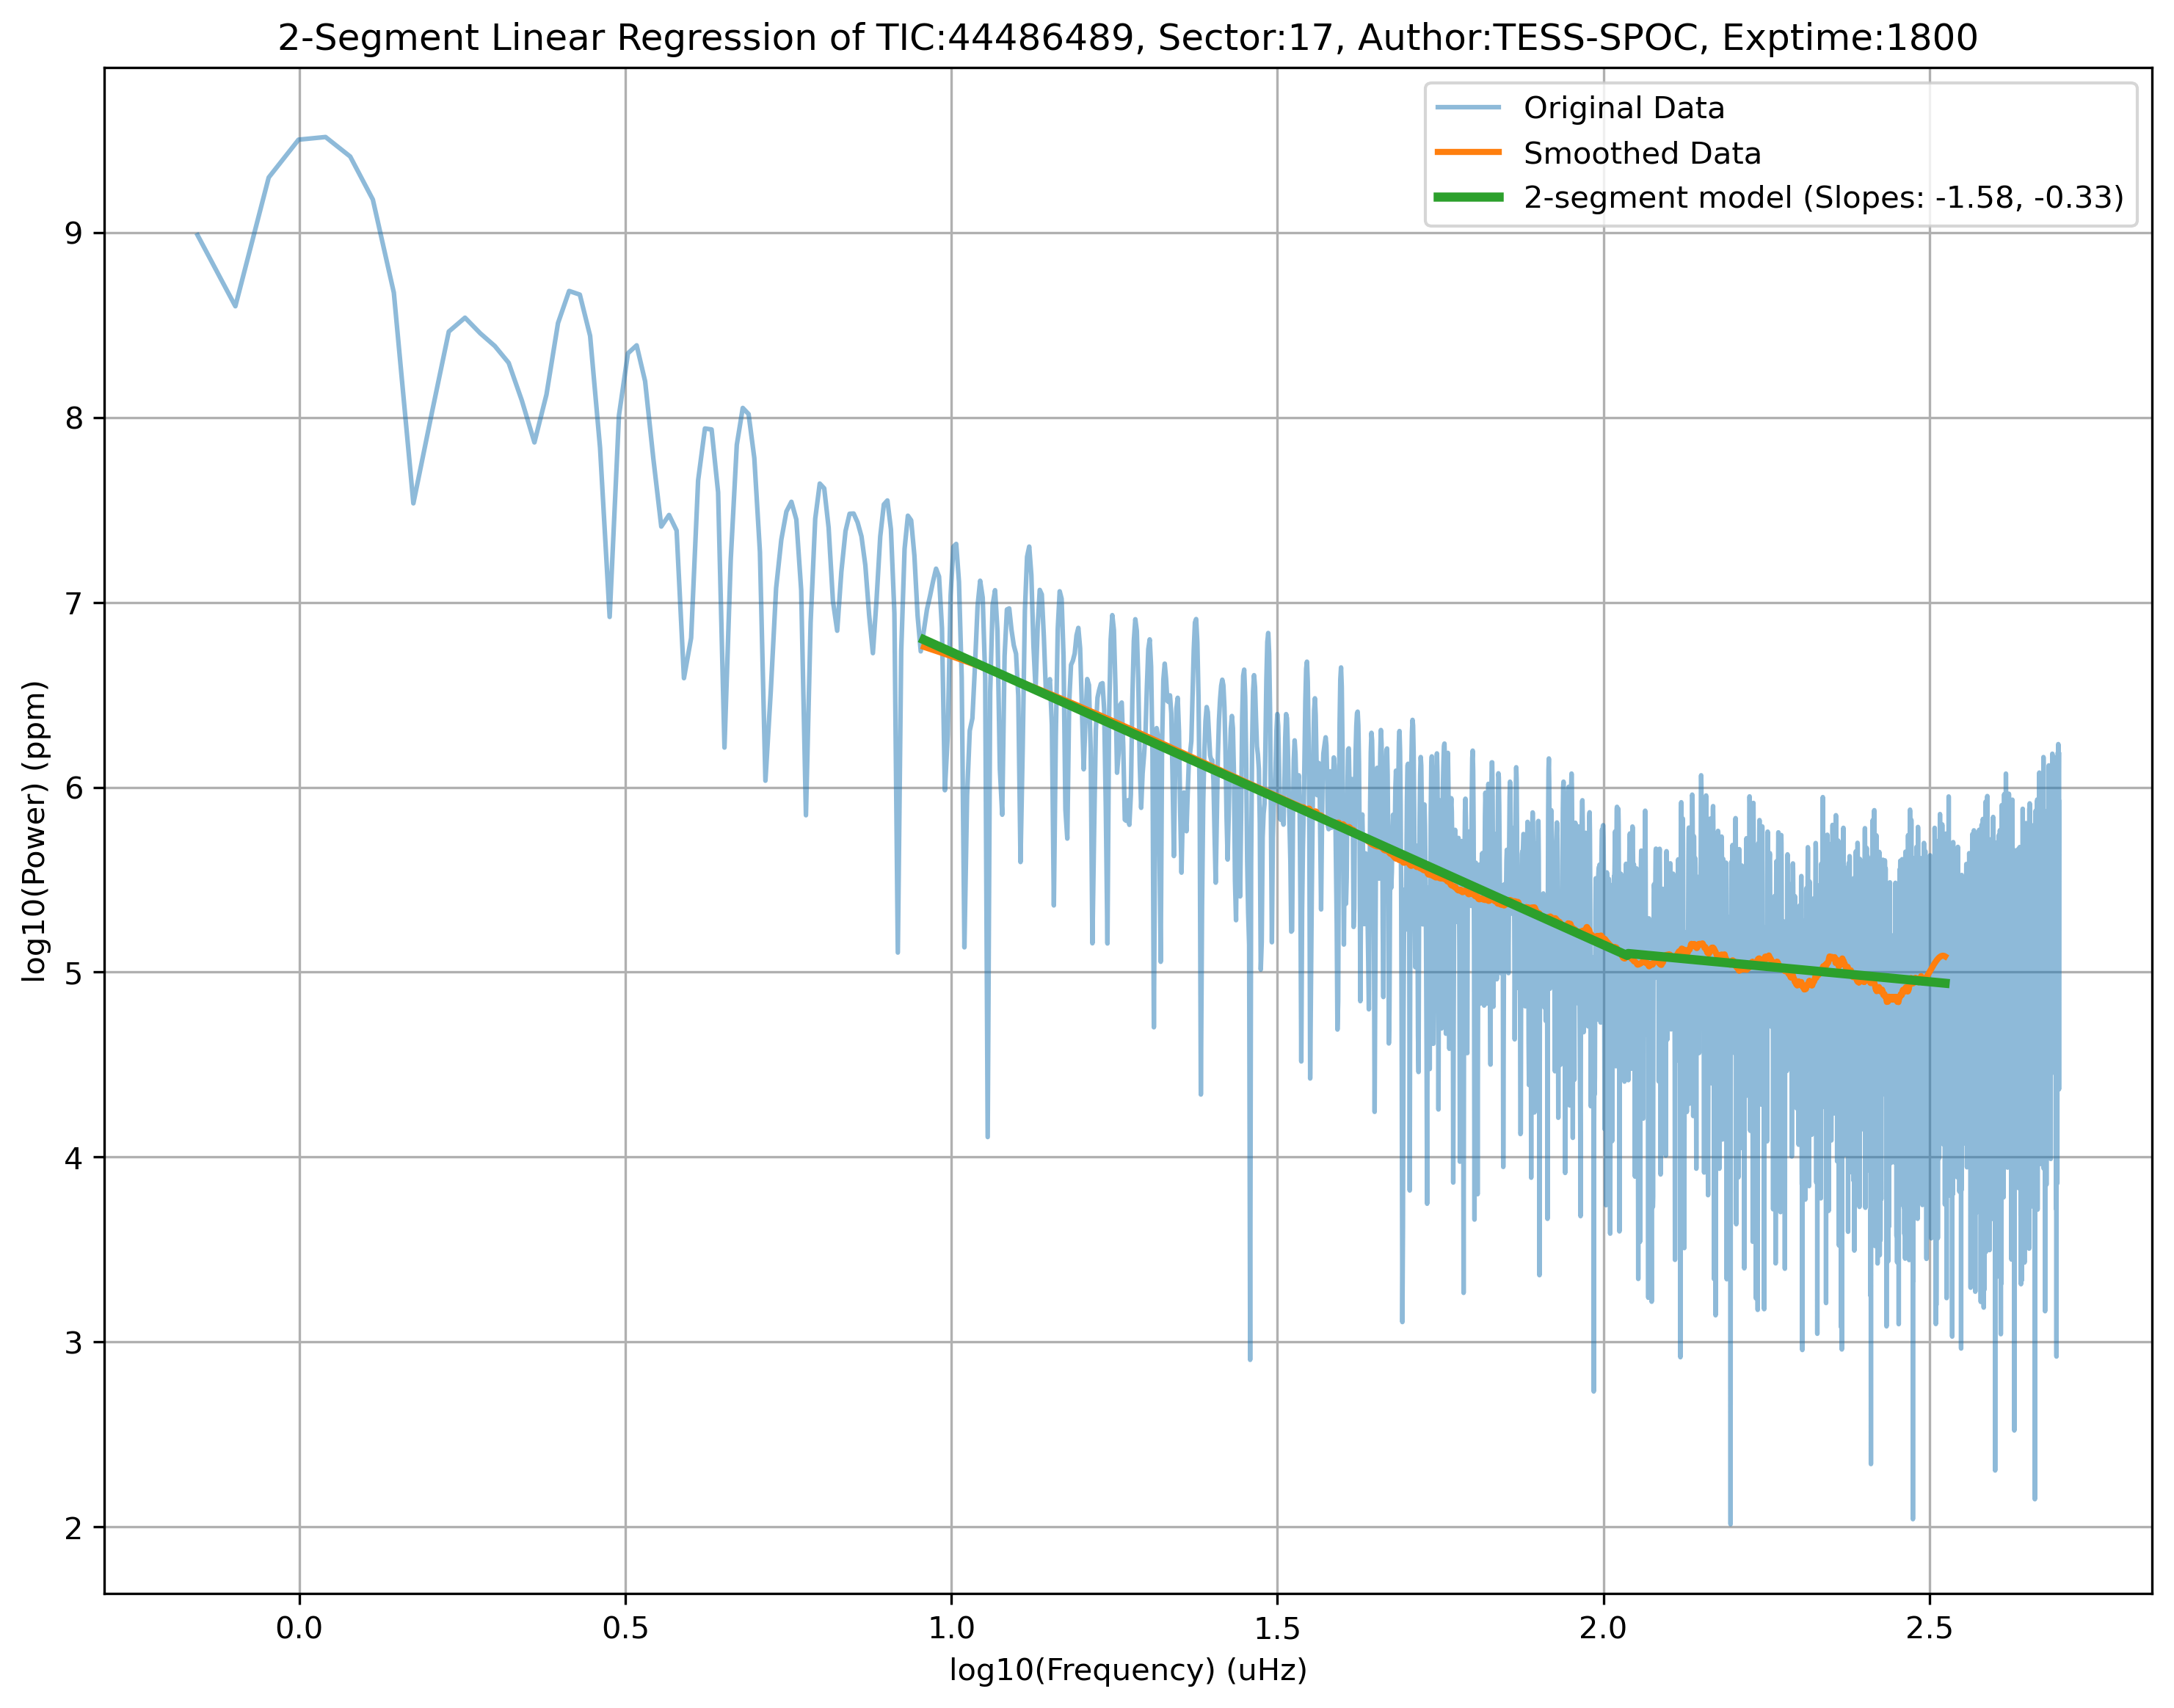 2-Segment Linear Regression of TIC:44486489, Sector:17, Author:TESS-SPOC, Exptime:1800
Original Data
Smoothed Data
2-segment model (Slopes: -1.58, -0.33)
log10(Power) (ppm)
9
8
7
6
5
4
3
2
0.0 0.5 1.0 1.5 2.0 2.5
log10(Frequency) (uHz)